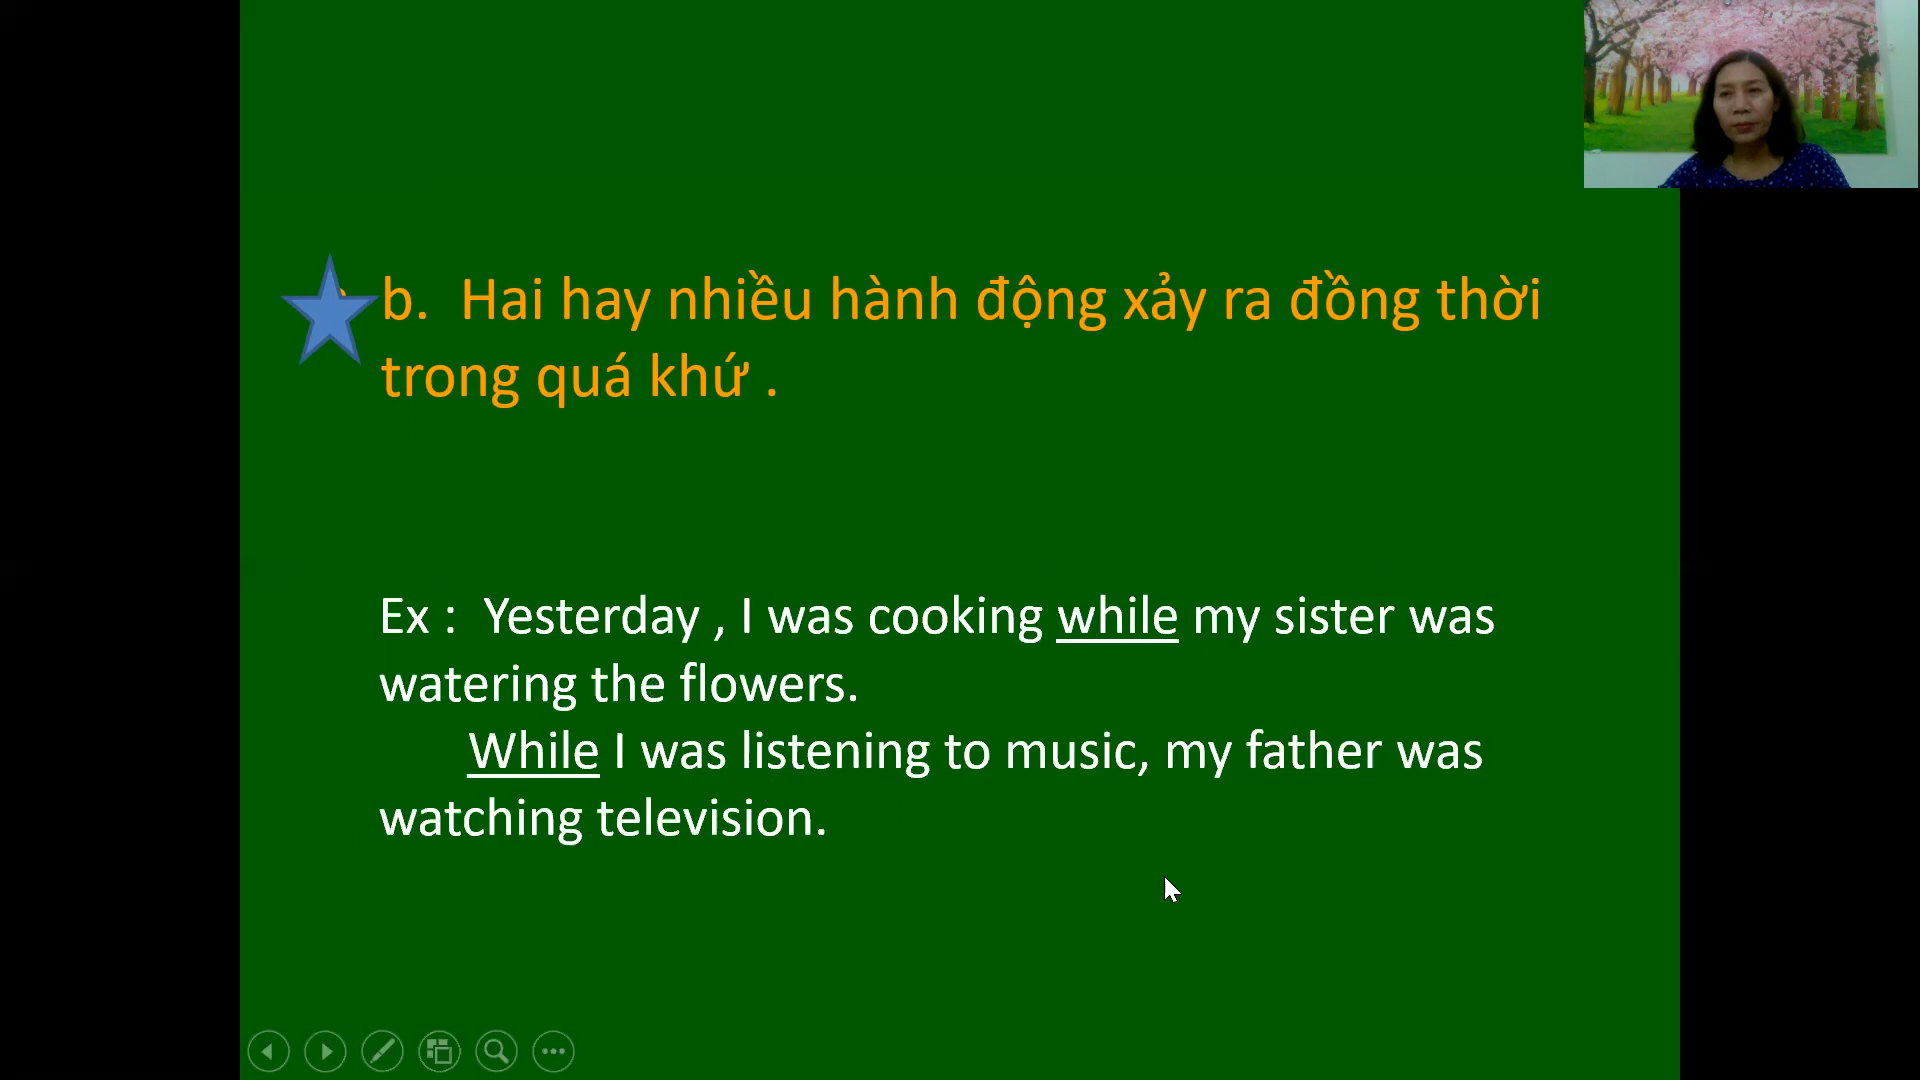 b. Hai hay nhiều hành động xảy ra đồng thời
trong quá khứ .
Ex : Yesterday , I was cooking while my sister was
watering the flowers.
While I was listening to music, my father was
watching television.